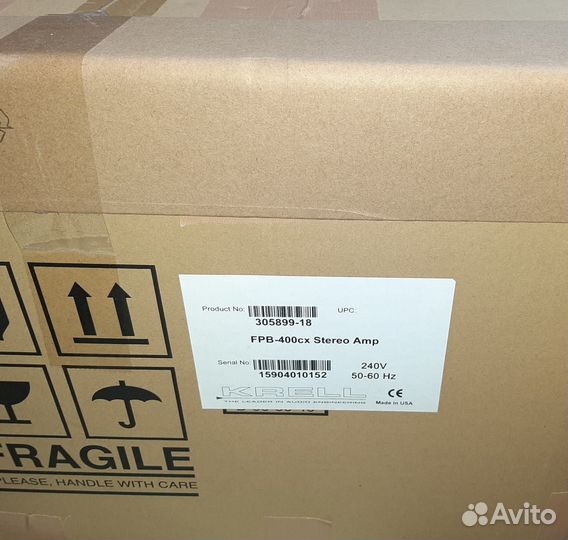 Product No: UPC:
305899-18
FPB-400cx Stereo Amp
Serial No: 240V
15904010152 50-60 Hz
KRELL CE
THE LEADER IN AUDIO ENGINEERING Made in USA
FRAGILE
PLEASE, HANDLE WITH CARE
Avito